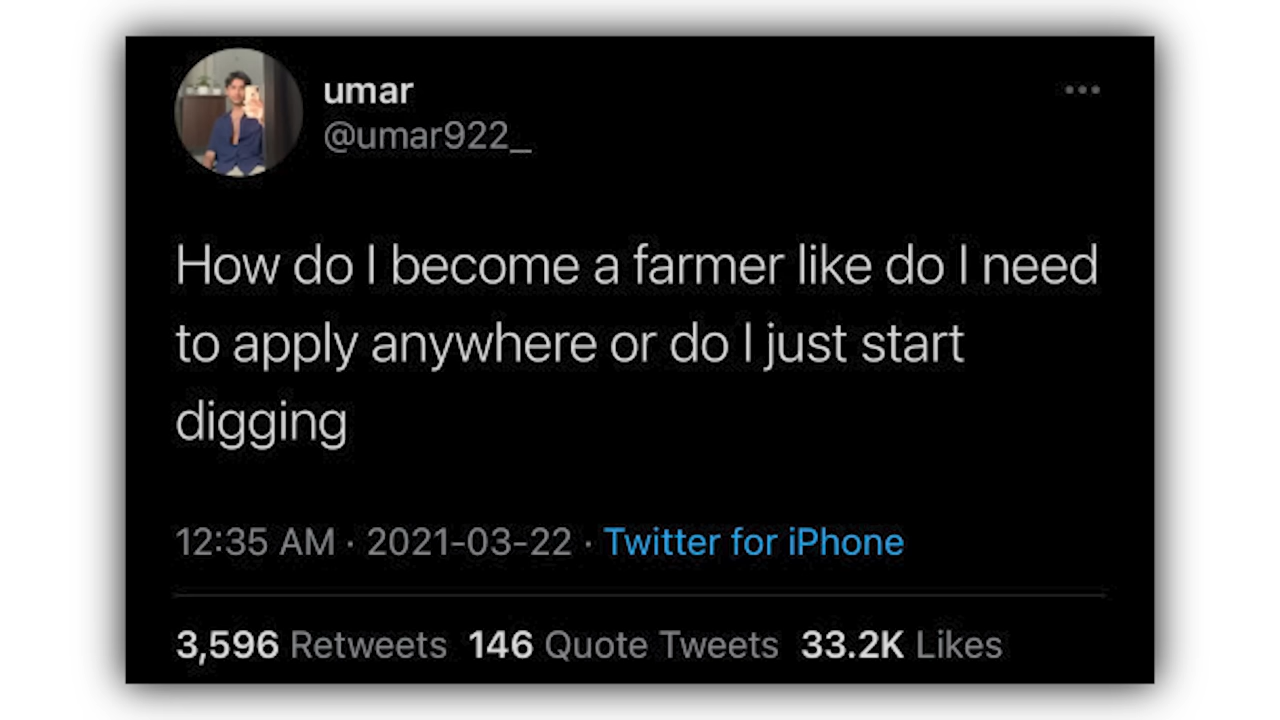 umar
@umar922_
How do I become a farmer like do I need
to apply anywhere or do I just start
digging
12:35 AM · 2021-03-22 · Twitter for iPhone
3,596 Retweets 146 Quote Tweets 33.2K Likes